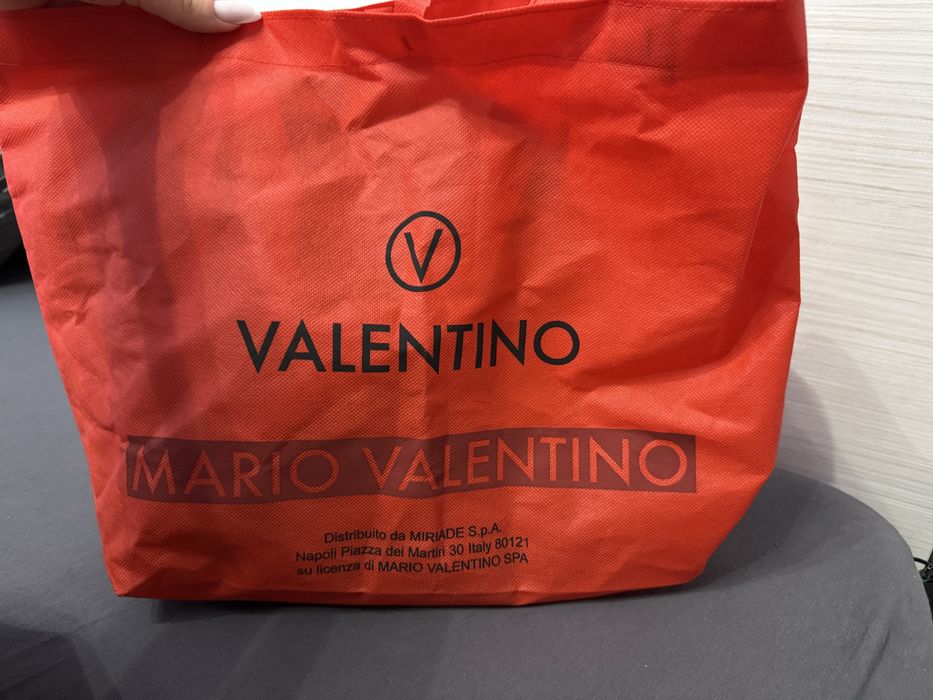 V
VALENTINO
MARIO VALENTINO
Distribuito da MIRIADE S.p.A.
Napoli Piazza dei Martiri 30 Italy 80121
su licenza di MARIO VALENTINO SPA